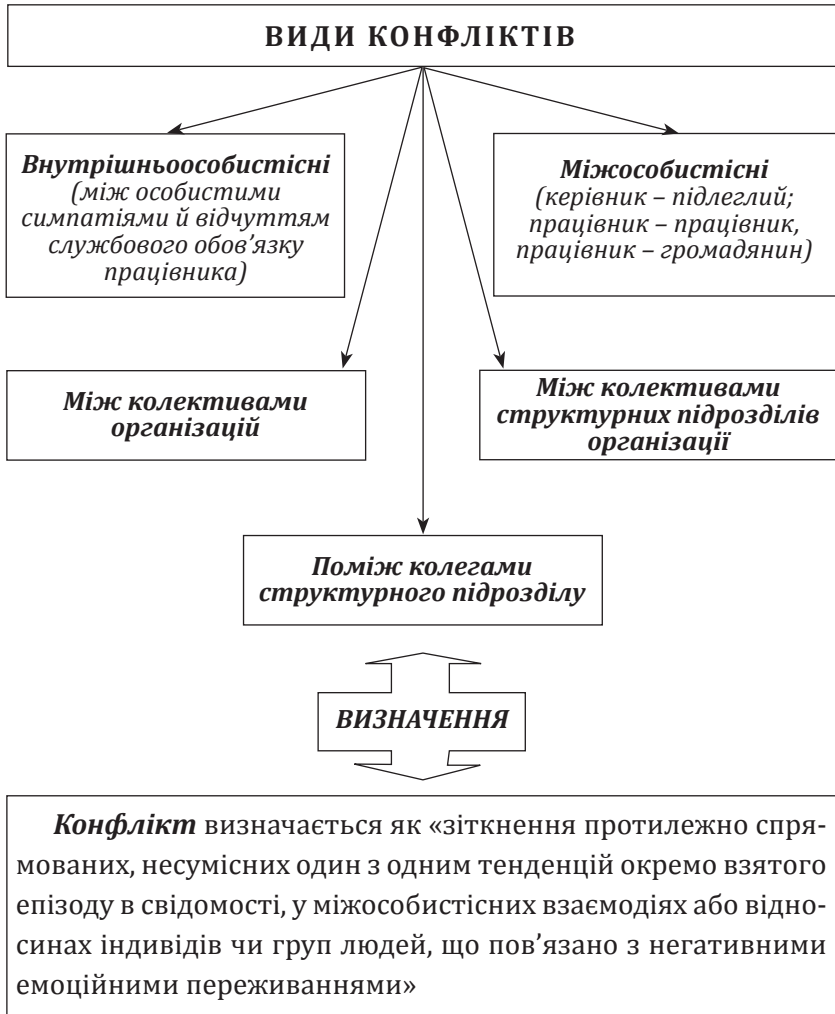 ВИДИ КОНФЛІКТІВ
Внутрішньоособистісні
(між особистими
симпатіями й відчуттям
службового обов’язку
працівника)
Міжособистісні
(керівник – підлеглий;
працівник – працівник,
працівник – громадянин)
Між колективами
організацій
Між колективами
структурних підрозділів
організації
Поміж колегами
структурного підрозділу
ВИЗНАЧЕННЯ
Конфлікт визначається як «зіткнення протилежно спря-
мованих, несумісних один з одним тенденцій окремо взятого
епізоду в свідомості, у міжособистісних взаємодіях або відно-
синах індивідів чи груп людей, що пов’язано з негативними
емоційними переживаннями»